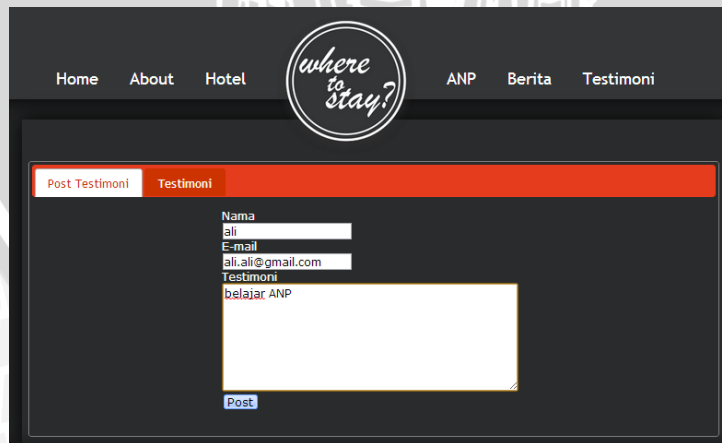 Home About Hotel where to stay? ANP Berita Testimoni
Post Testimoni Testimoni
Nama
ali
E-mail
ali.ali@gmail.com
Testimoni
belajar ANP
Post